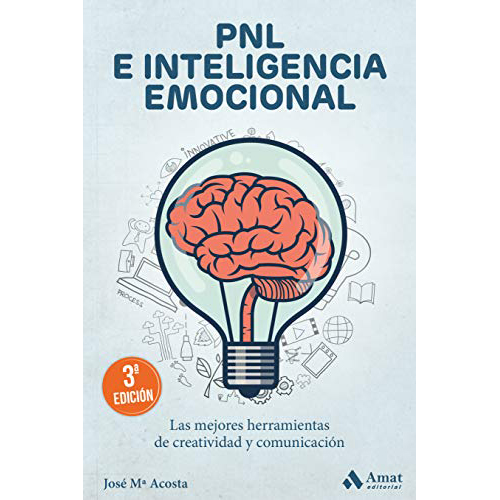 PNL
E INTELIGENCIA
EMOCIONAL
INNOVATIVE
PROCESS
3ª
EDICIÓN
Las mejores herramientas
de creatividad y comunicación
José Mª Acosta
Amat
editorial